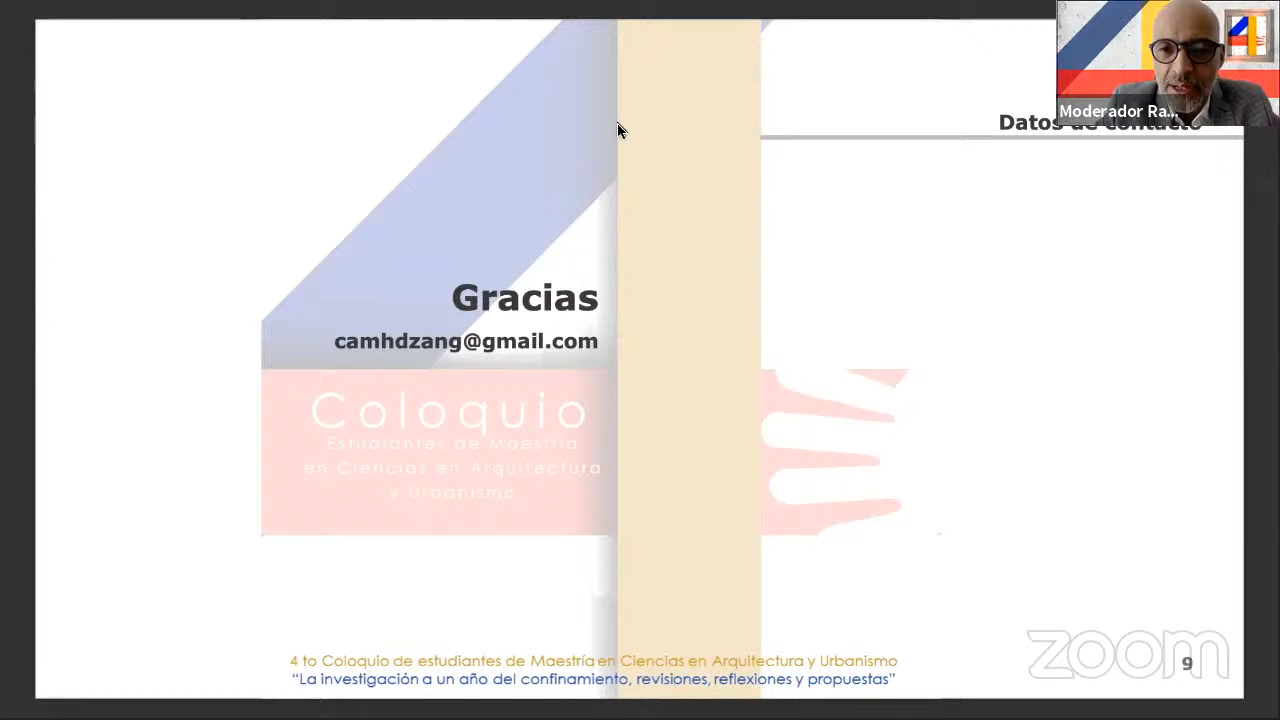 Moderador Ra...
Datos de contacto
Gracias
camhdzang@gmail.com
Coloquio
Estudiantes de Maestría
en Ciencias en Arquitectura
y Urbanismo
4 to Coloquio de estudiantes de Maestría en Ciencias en Arquitectura y Urbanismo
“La investigación a un año del confinamiento, revisiones, reflexiones y propuestas”
zoom
9